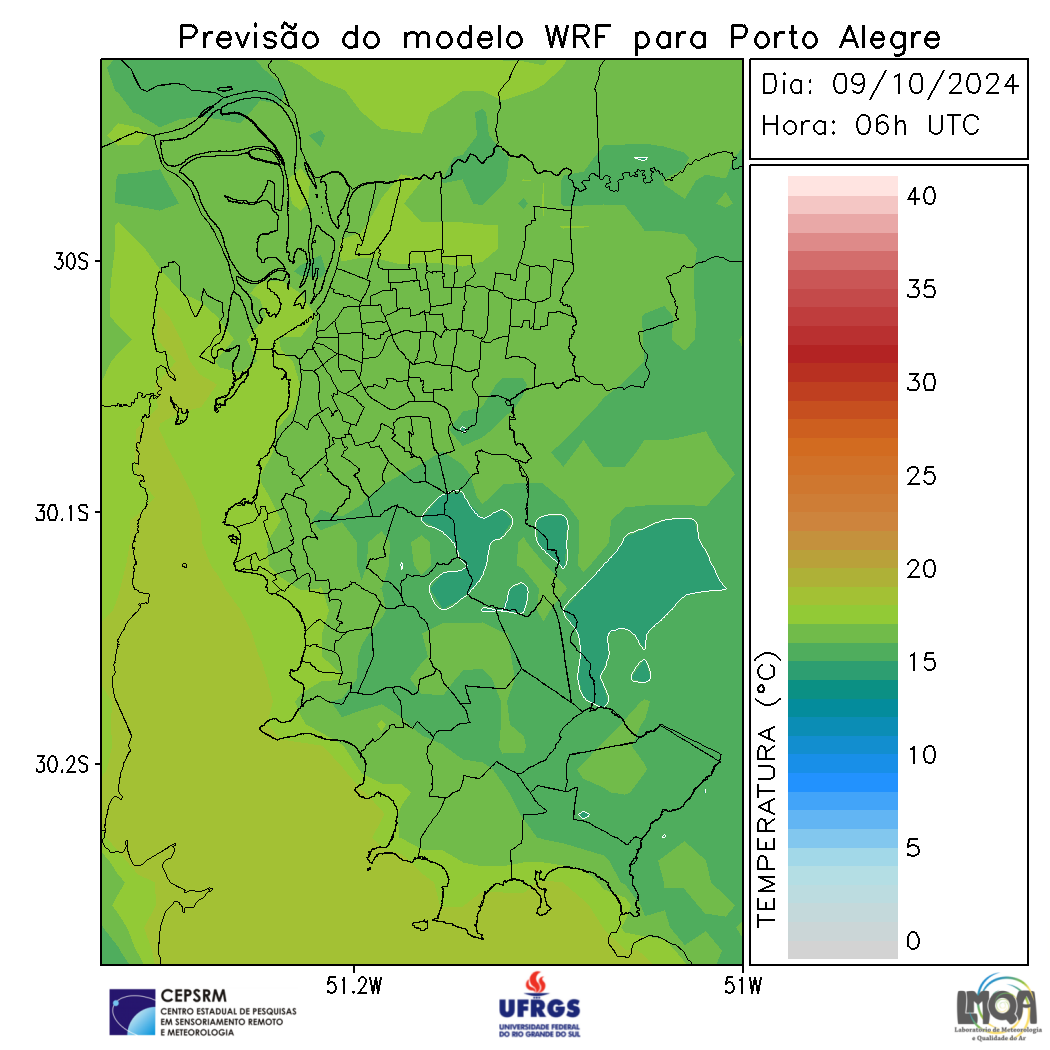 Previsão do modelo WRF para Porto Alegre
Dia: 09/10/2024
Hora: 06h UTC
30S
30.1S
30.2S
51.2W
51W
TEMPERATURA (°C)
40
35
30
25
20
15
10
5
0
CEPSRM
CENTRO ESTADUAL DE PESQUISAS
EM SENSORIAMENTO REMOTO
E METEOROLOGIA
UFRGS
UNIVERSIDADE FEDERAL
DO RIO GRANDE DO SUL
LMQA
Laboratório de Meteorologia
e Qualidade do Ar